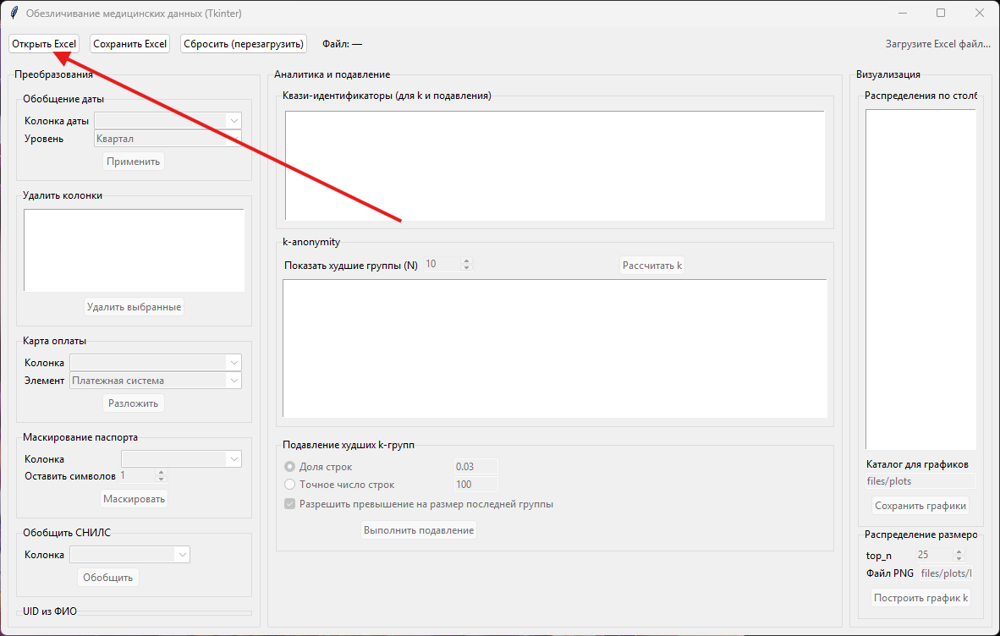 Обезличивание медицинских данных (Tkinter)
Открыть Excel Сохранить Excel Сбросить (перезагрузить) Файл: — Загрузите Excel файл...
Преобразования
Обобщение даты
Колонка даты
Уровень Квартал
Применить
Удалить колонки
Удалить выбранные
Карта оплаты
Колонка
Элемент Платежная система
Разложить
Маскирование паспорта
Колонка
Оставить символов 1
Маскировать
Обобщить СНИЛС
Колонка
Обобщить
UID из ФИО
Аналитика и подавление
Квази-идентификаторы (для k и подавления)
k-anonymity
Показать худшие группы (N) 10 Рассчитать k
Подавление худших k-групп
Доля строк 0.03
Точное число строк 100
Разрешить превышение на размер последней группы
Выполнить подавление
Визуализация
Распределения по столб
Каталог для графиков
files/plots
Сохранить графики
Распределение размеро
top_n 25
Файл PNG files/plots/l
Построить график k